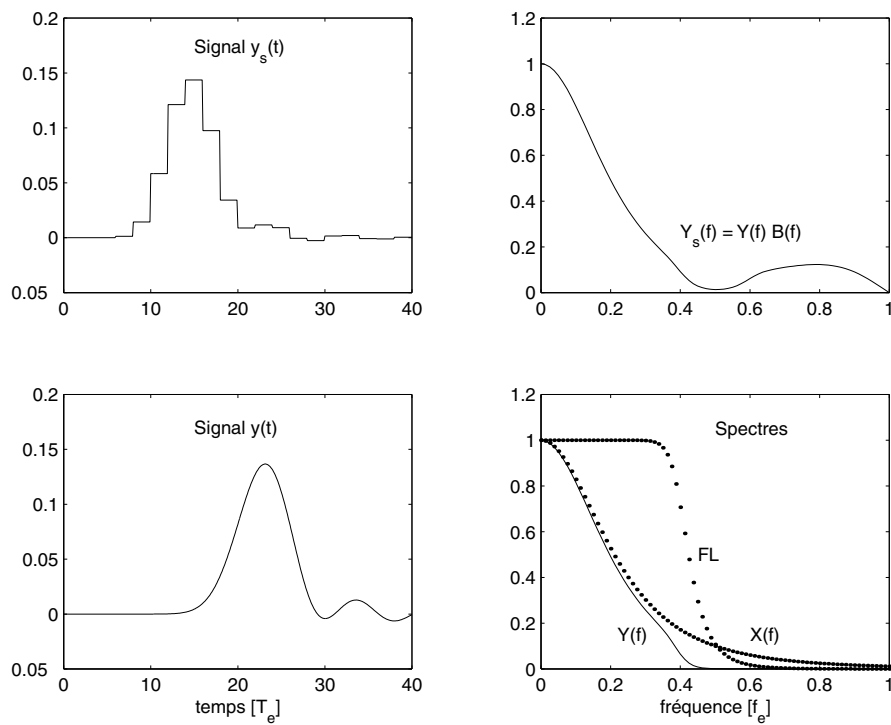 0.2
0.15
0.1
0.05
0
0.05
0 10 20 30 40
Signal y_s(t)
1.2
1
0.8
0.6
0.4
0.2
0
0 0.2 0.4 0.6 0.8 1
Y_s(f) = Y(f) B(f)
0.2
0.15
0.1
0.05
0
0.05
0 10 20 30 40
Signal y(t)
temps [T_e]
1.2
1
0.8
0.6
0.4
0.2
0
0 0.2 0.4 0.6 0.8 1
Spectres
FL
Y(f)
X(f)
fréquence [f_e]